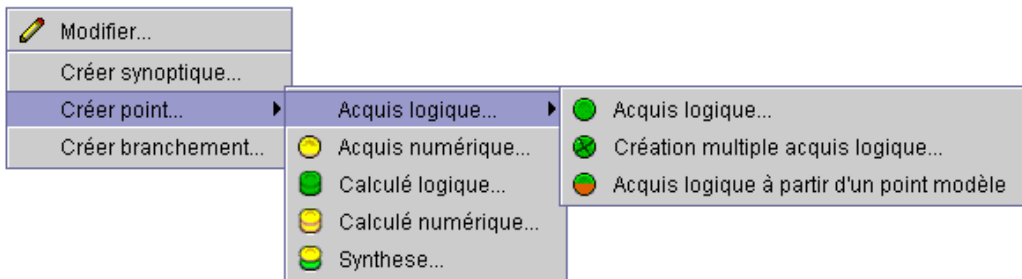 Modifier...
Créer synoptique...
Créer point...
Créer branchement...
Acquis logique...
Acquis numérique...
Calculé logique...
Calculé numérique...
Synthese...
Acquis logique...
Création multiple acquis logique...
Acquis logique à partir d'un point modèle